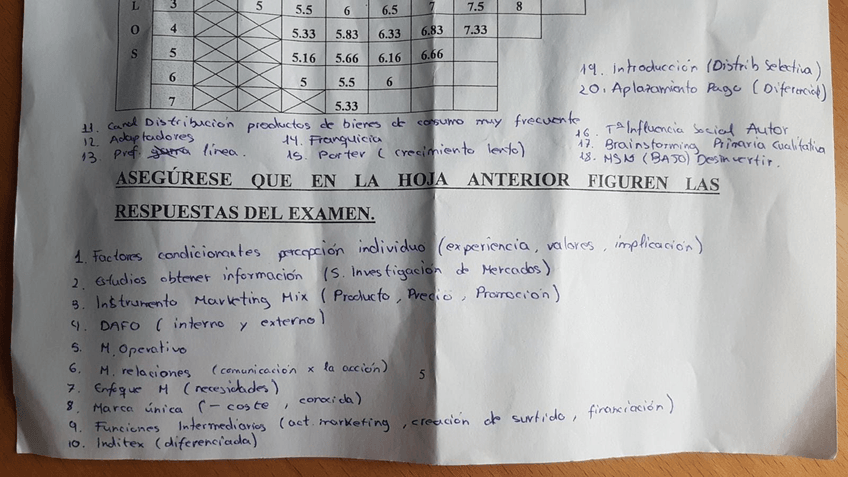 L 3 5 5.5 6 6.5 7 7.5 8
O 4 5.33 5.83 6.33 6.83 7.33
S 5 5.16 5.66 6.16 6.66
6 5 5.5 6
7 5.33
19. Introducción (Distrib Selectiva)
20. Aplazamiento Pago (Diferencial)
11. Canal Distribución productos de bienes de consumo muy frecuente
12. Adaptadores 14. Franquicia
13. Prof. línea. 15. Porter (crecimiento lento)
16. Tª Influencia Social Autor
17. Brainstorming Primaria Cualitativa
18. MSM (BAJO) Desinvertir.
ASEGÚRESE QUE EN LA HOJA ANTERIOR FIGUREN LAS
RESPUESTAS DEL EXAMEN.
1. Factores condicionantes percepción individuo (experiencia, valores, implicación)
2. Estudios obtener información (S. Investigación de Mercados)
3. Instrumento Marketing Mix (Producto, Precio, Promoción)
4. DAFO (interno y externo)
5. M. Operativo
6. M. relaciones (comunicación x la acción) 5
7. Enfoque M (necesidades)
8. Marca única (- coste, conocida)
9. Funciones Intermediarios (act. marketing, creación de surtido, financiación)
10. Inditex (diferenciada)